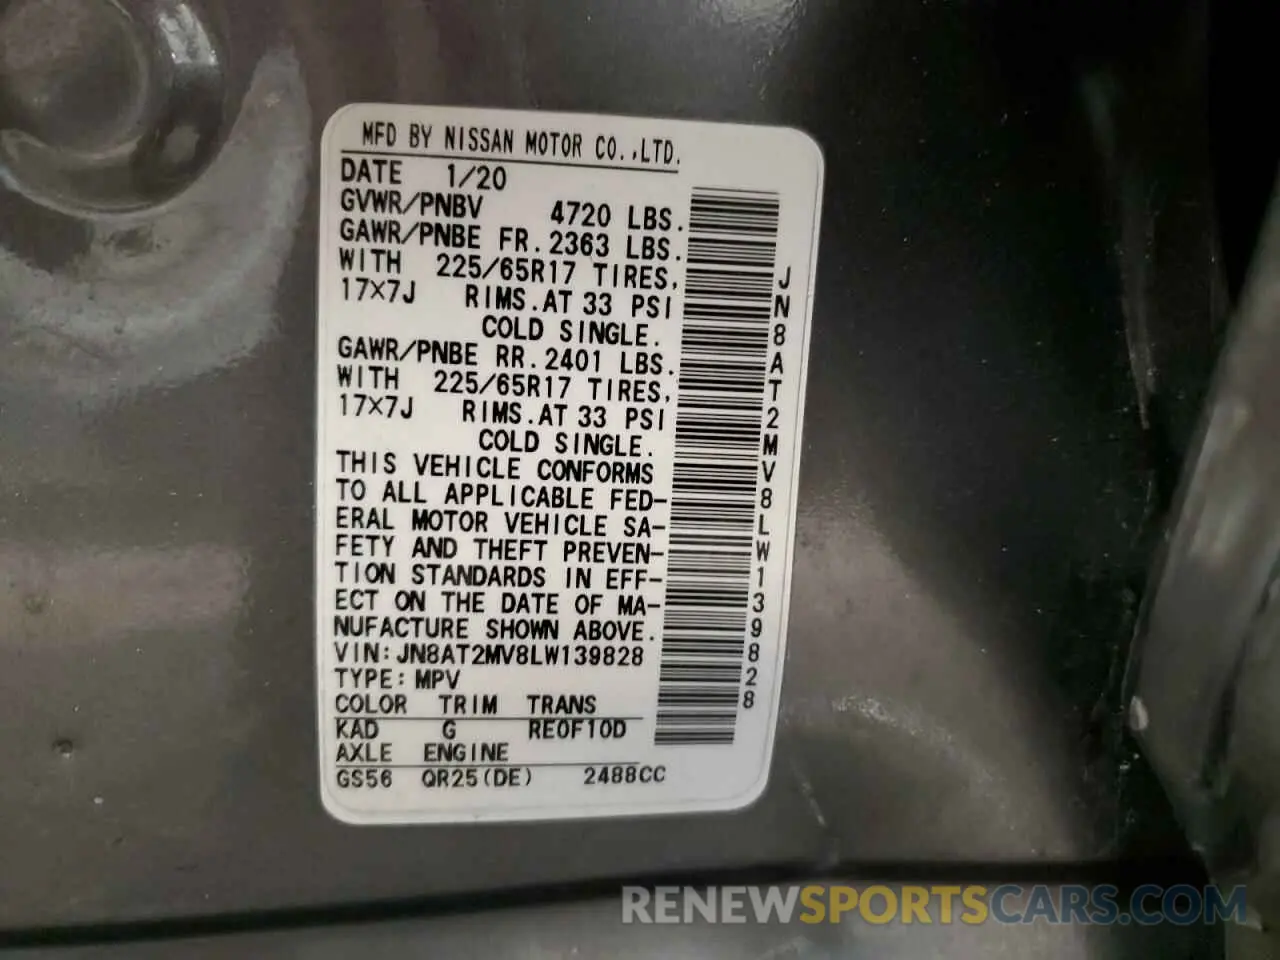 MFD BY NISSAN MOTOR CO.,LTD.
DATE 1/20
GVWR/PNBV 4720 LBS.
GAWR/PNBE FR.2363 LBS.
WITH 225/65R17 TIRES,
17×7J RIMS.AT 33 PSI
COLD SINGLE.
GAWR/PNBE RR.2401 LBS.
WITH 225/65R17 TIRES,
17×7J RIMS.AT 33 PSI
COLD SINGLE.
THIS VEHICLE CONFORMS
TO ALL APPLICABLE FED-
ERAL MOTOR VEHICLE SA-
FETY AND THEFT PREVEN-
TION STANDARDS IN EFF-
ECT ON THE DATE OF MA-
NUFACTURE SHOWN ABOVE.
VIN:JN8AT2MV8LW139828
TYPE:MPV
COLOR TRIM TRANS
KAD G RE0F10D
AXLE ENGINE
GS56 QR25(DE) 2488CC
JN8AT2MV8LW139828
RENEWSPORTSCARS.COM